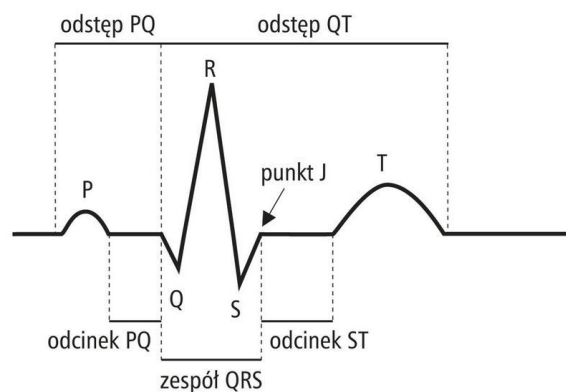 odstęp PQ
odstęp QT
R
P
punkt J
T
Q
S
odcinek PQ
odcinek ST
zespół QRS